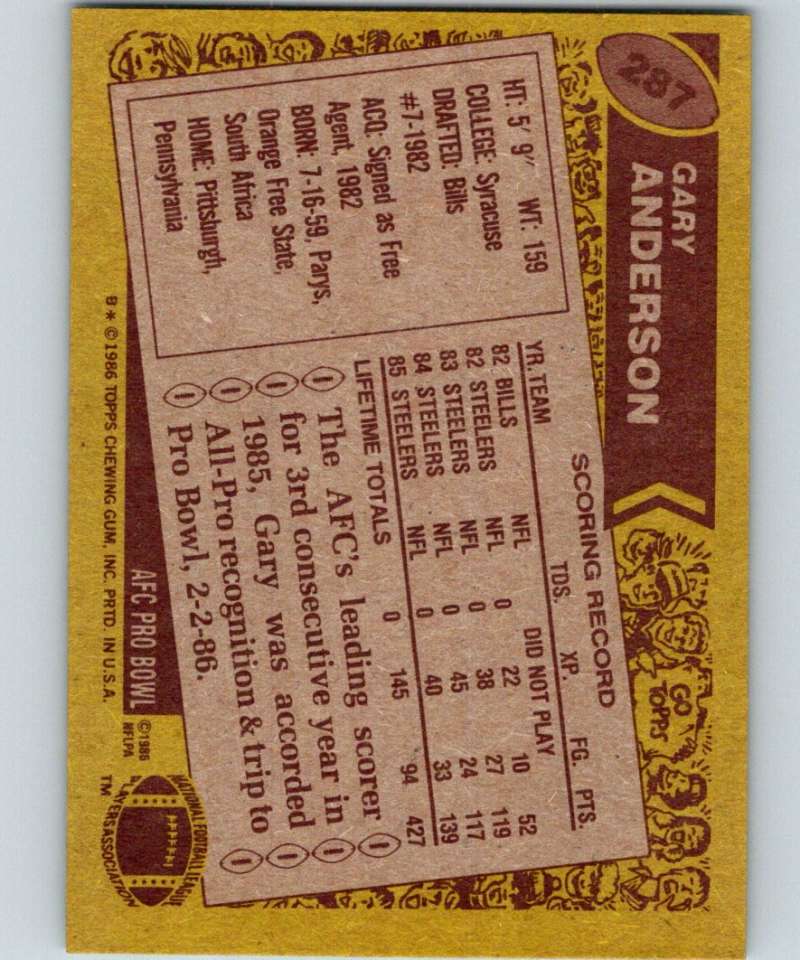 287
GARY
ANDERSON
HT: 5' 9" WT: 159
COLLEGE: Syracuse
DRAFTED: Bills
#7-1982
ACQ: Signed as Free
Agent, 1982
BORN: 7-16-59, Parys,
Orange Free State,
South Africa
HOME: Pittsburgh,
Pennsylvania
SCORING RECORD
YR. TEAM TDS. XP. FG. PTS.
82 BILLS NFL DID NOT PLAY
82 STEELERS NFL 0 22 10 52
83 STEELERS NFL 0 38 27 119
84 STEELERS NFL 0 45 24 117
85 STEELERS NFL 0 40 33 139
LIFETIME TOTALS 0 145 94 427
The AFC's leading scorer
for 3rd consecutive year in
1985, Gary was accorded
All-Pro recognition & trip to
Pro Bowl, 2-2-86.
GO
TOPPS
AFC PRO BOWL
©1986
NFLPA
NATIONAL FOOTBALL LEAGUE
PLAYERS ASSOCIATION
TM
B * © 1986 TOPPS CHEWING GUM, INC. PRTD. IN U.S.A.